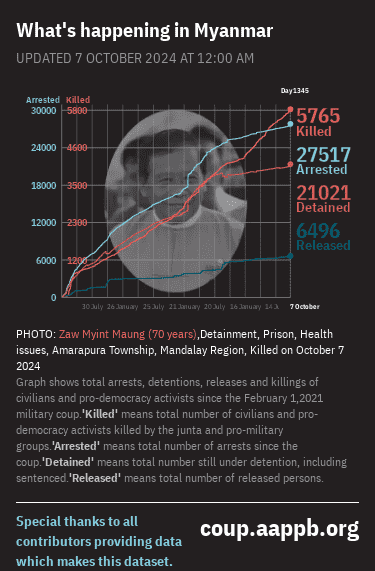 What's happening in Myanmar
UPDATED 7 OCTOBER 2024 AT 12:00 AM
Day1345
Arrested Killed
30000 5800
24000 4600
18000 3500
12000 2300
6000 1200
0
5765
Killed
27517
Arrested
21021
Detained
6496
Released
30 July 26 January 25 July 21 January 20 July 16 January 14 Ju 7 October
PHOTO: Zaw Myint Maung (70 years),Detainment, Prison, Health
issues, Amarapura Township, Mandalay Region, Killed on October 7
2024
Graph shows total arrests, detentions, releases and killings of
civilians and pro-democracy activists since the February 1,2021
military coup.'Killed' means total number of civilians and pro-
democracy activists killed by the junta and pro-military
groups.'Arrested' means total number of arrests since the
coup.'Detained' means total number still under detention, including
sentenced.'Released' means total number of released persons.
Special thanks to all
contributors providing data
which makes this dataset.
coup.aappb.org